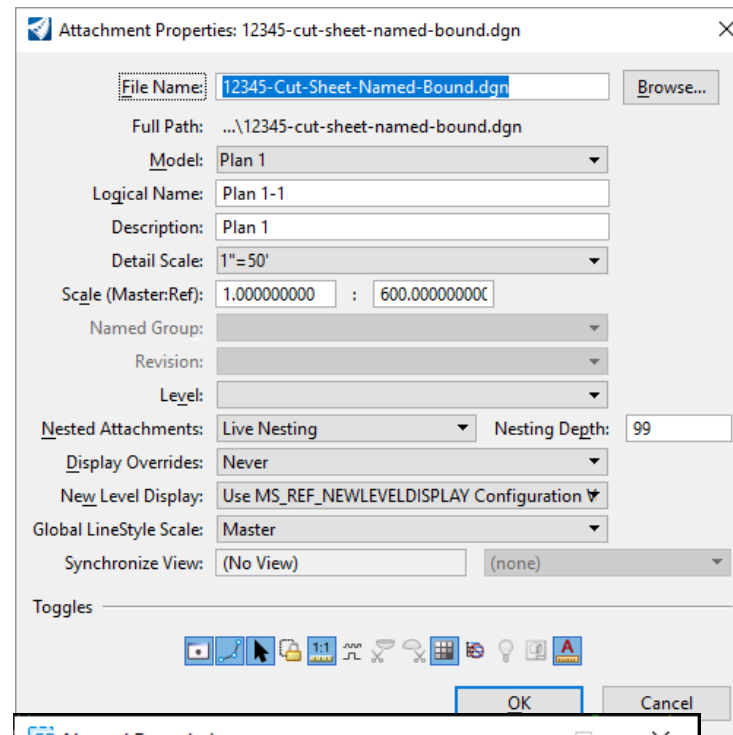 Attachment Properties: 12345-cut-sheet-named-bound.dgn
File Name: 12345-Cut-Sheet-Named-Bound.dgn Browse...
Full Path: ...\12345-cut-sheet-named-bound.dgn
Model: Plan 1
Logical Name: Plan 1-1
Description: Plan 1
Detail Scale: 1"=50'
Scale (Master:Ref): 1.000000000 : 600.000000000
Named Group:
Revision:
Level:
Nested Attachments: Live Nesting Nesting Depth: 99
Display Overrides: Never
New Level Display: Use MS_REF_NEWLEVELDISPLAY Configuration
Global LineStyle Scale: Master
Synchronize View: (No View) (none)
Toggles
1:1 A
OK Cancel